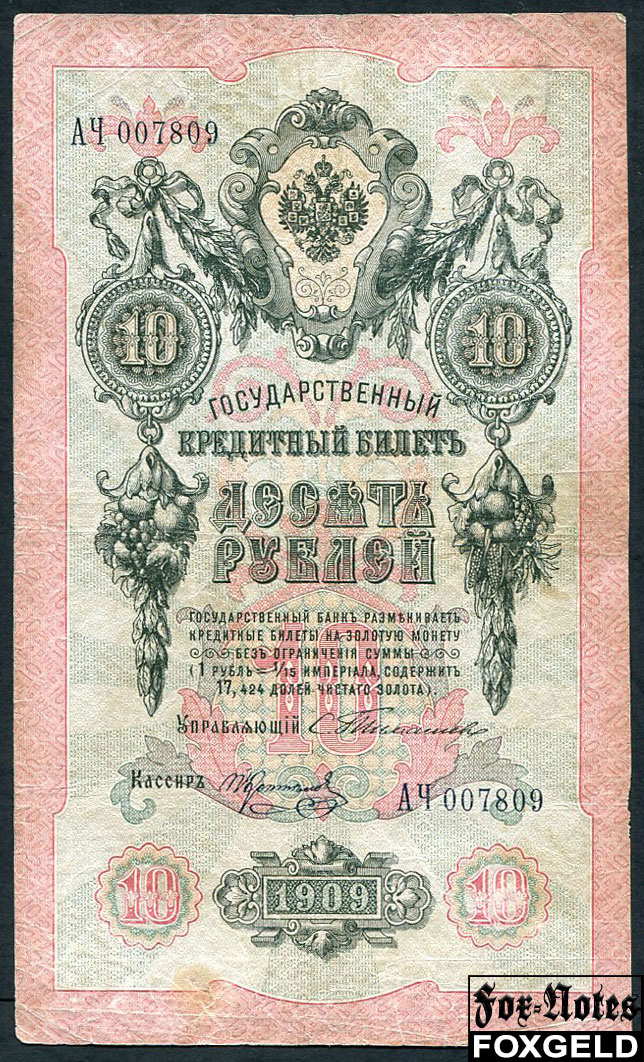 АЧ 007809
10 10
ГОСУДАРСТВЕННЫЙ
КРЕДИТНЫЙ БИЛЕТЪ
ДЕСЯТЬ
РУБЛЕЙ
ГОСУДАРСТВЕННЫЙ БАНКЪ РАЗМѢНИВАЕТЪ
КРЕДИТНЫЕ БИЛЕТЫ НА ЗОЛОТУЮ МОНЕТУ
БЕЗЪ ОГРАНИЧЕНІЯ СУММЫ
(1 РУБЛЬ = 1/15 ИМПЕРІАЛА, СОДЕРЖИТЪ
17,424 ДОЛЕЙ ЧИСТАГО ЗОЛОТА).
10
УПРАВЛЯЮЩІЙ С Тимашев
КАССИРЪ
АЧ 007809
10 1909 10
Fox-Notes
FOXGELD